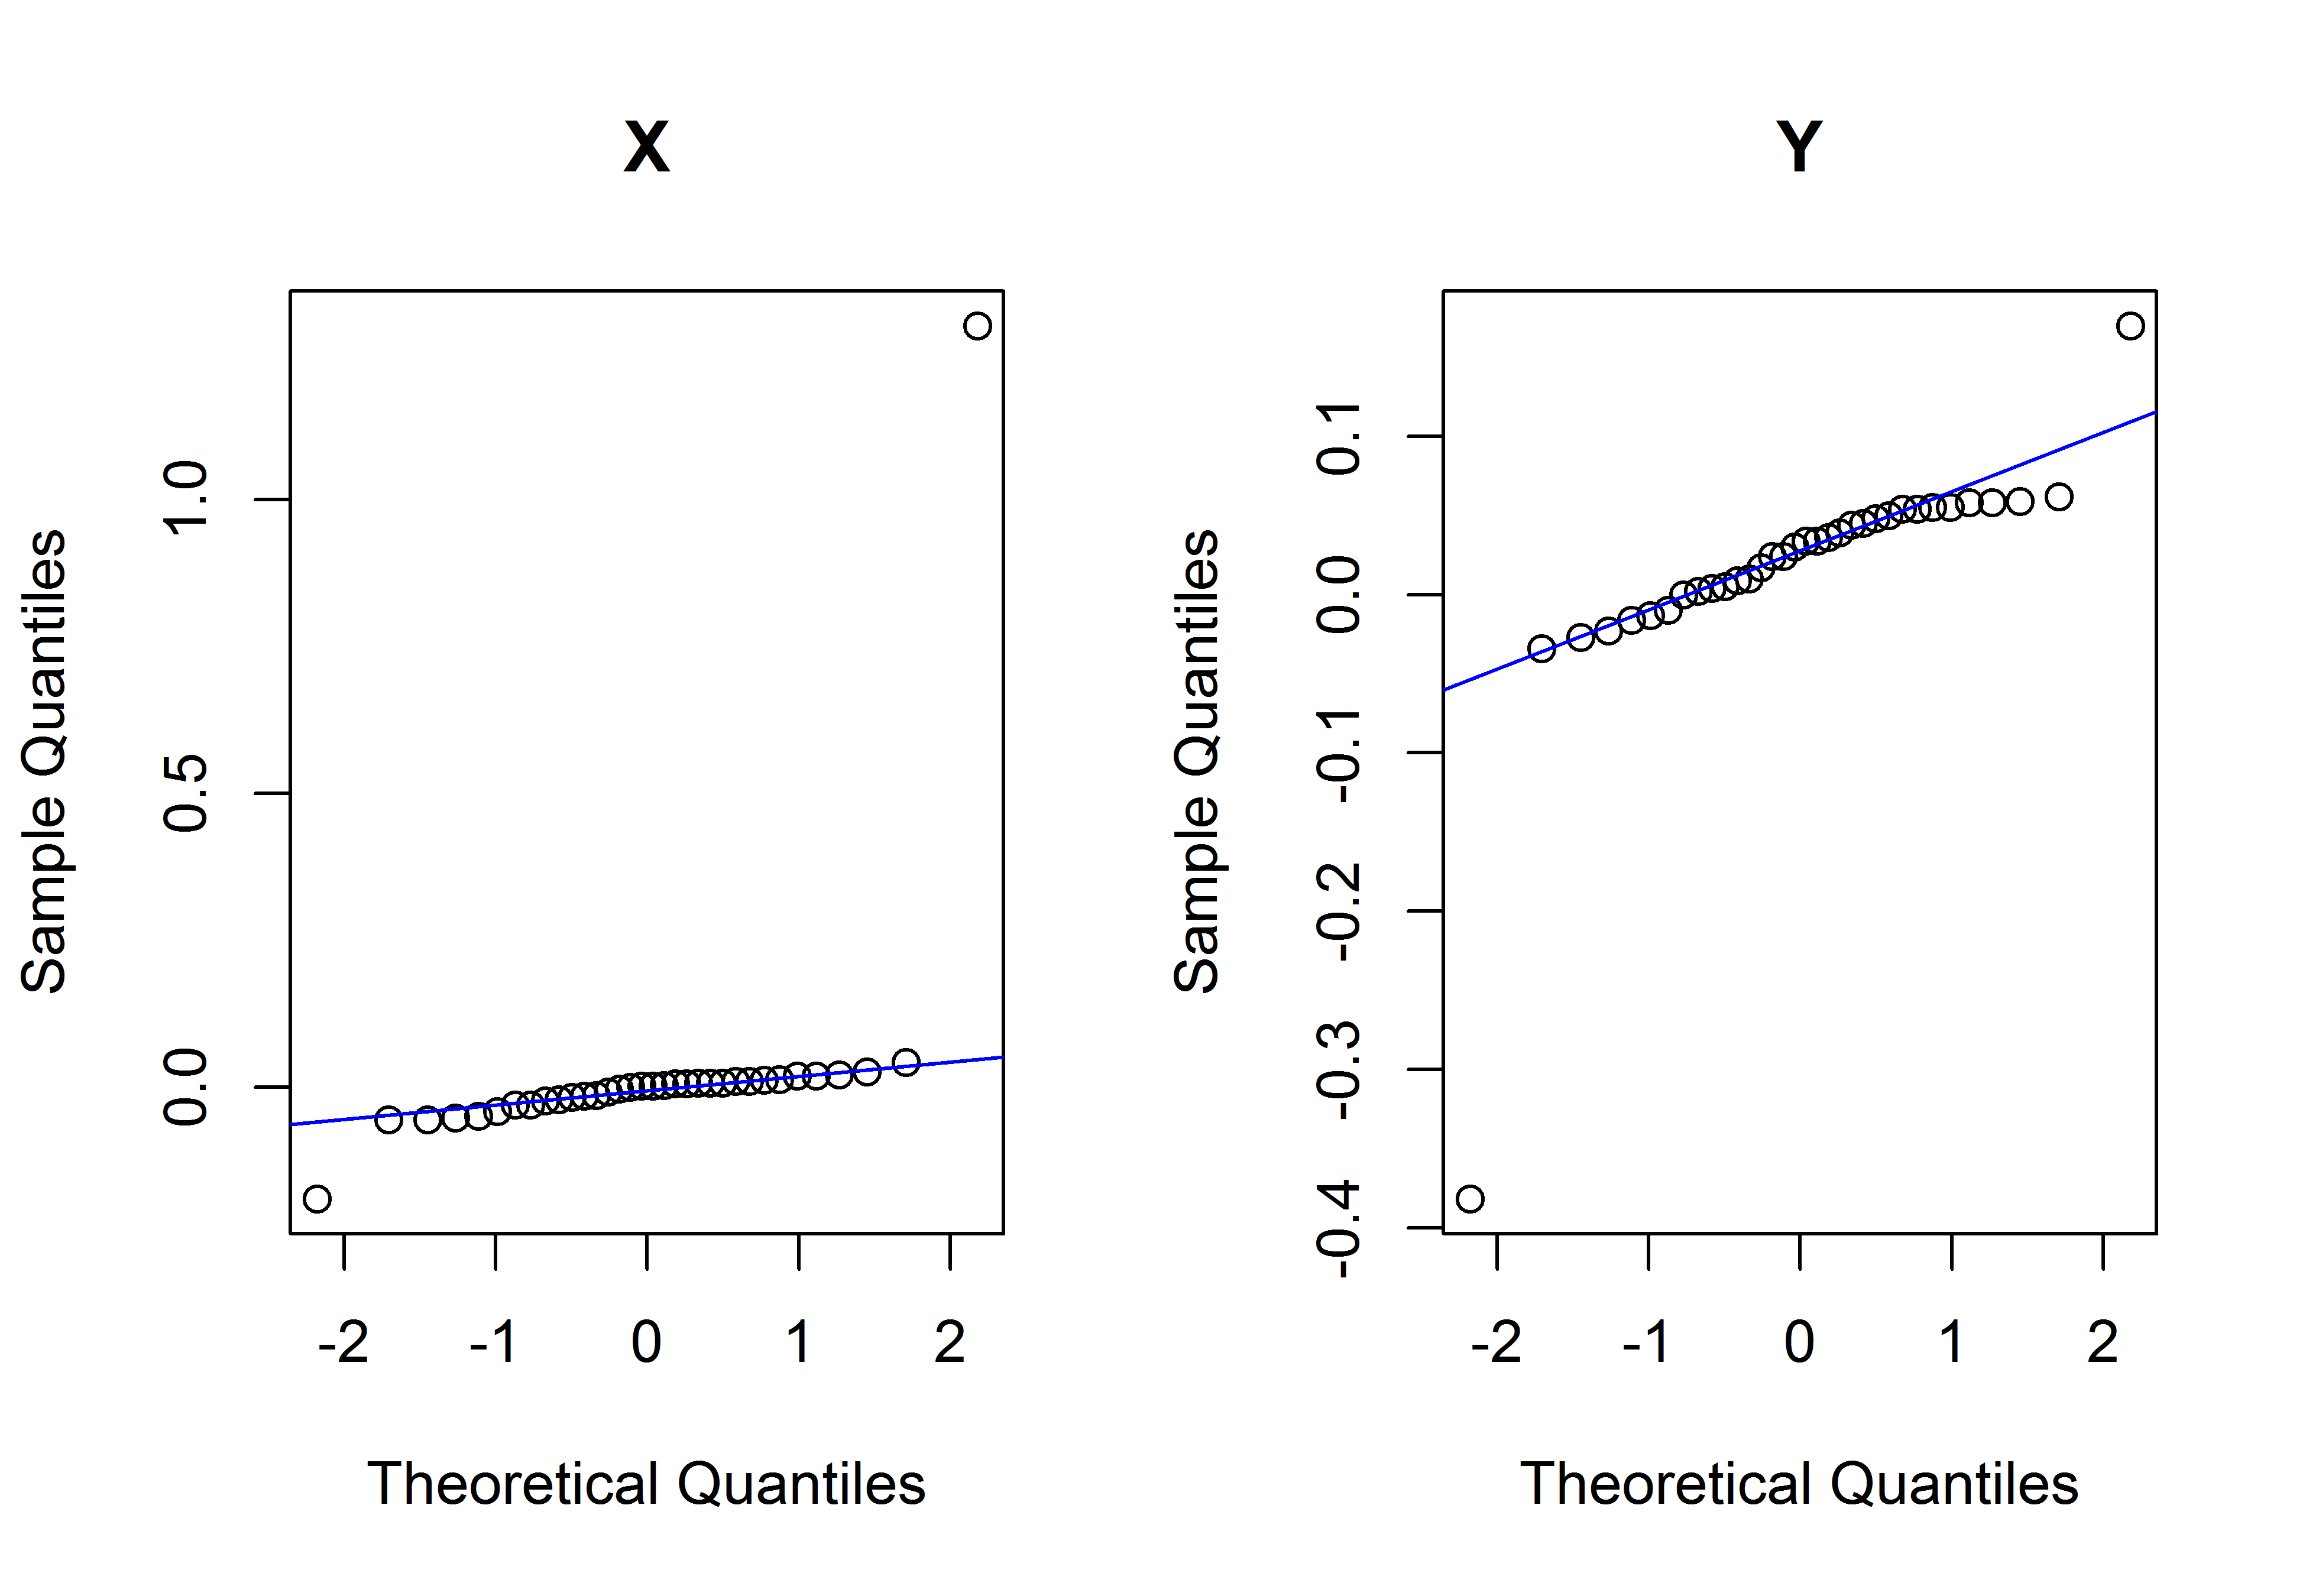 X
Sample Quantiles
1.0
0.5
0.0
-2 -1 0 1 2
Theoretical Quantiles
Y
Sample Quantiles
0.1
0.0
-0.1
-0.2
-0.3
-0.4
-2 -1 0 1 2
Theoretical Quantiles